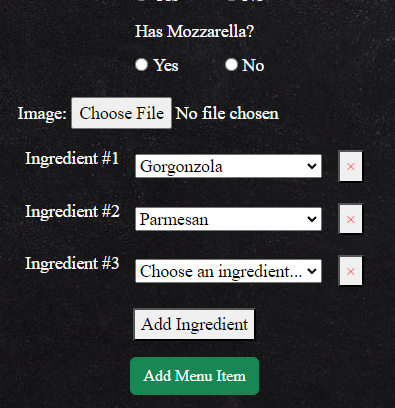 Has Mozzarella?
Yes No
Image: Choose File No file chosen
Ingredient #1 Gorgonzola ×
Ingredient #2 Parmesan ×
Ingredient #3 Choose an ingredient... ×
Add Ingredient
Add Menu Item